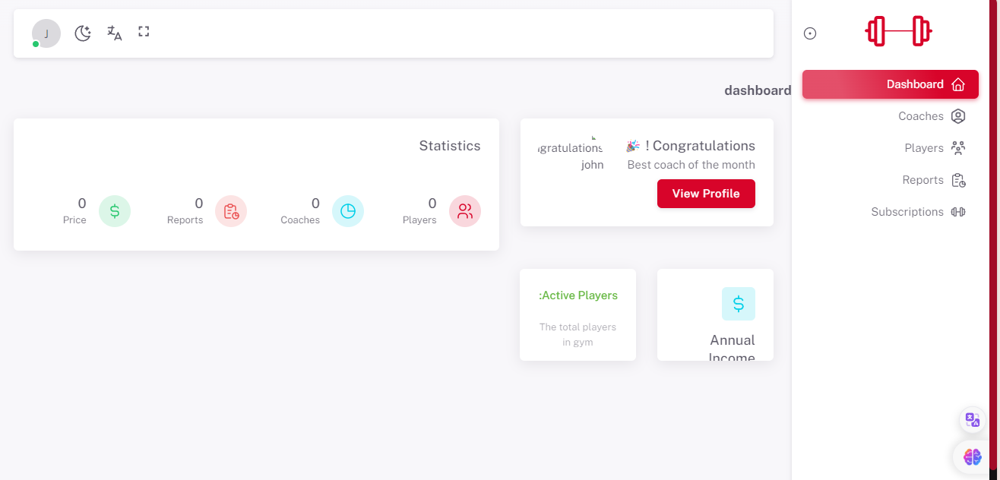 J
Dashboard
Coaches
Players
Reports
Subscriptions
dashboard
🎉 ! Congratulations
Best coach of the month
View Profile
gratulations
john
Statistics
0
Players
0
Coaches
0
Reports
0
Price
Annual
Income
:Active Players
The total players
in gym